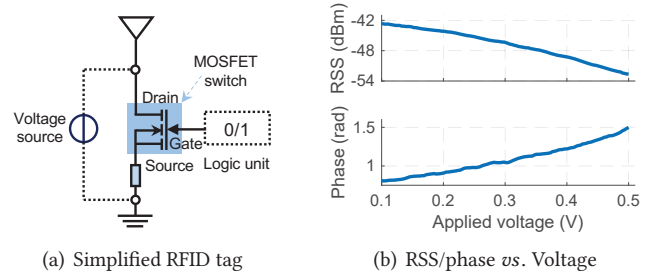 MOSFET
switch
Drain
Voltage
source
0/1
Gate
Source
Logic unit
(a) Simplified RFID tag
RSS (dBm)
-42
-48
-54
Phase (rad)
1.5
1
0.1 0.2 0.3 0.4 0.5
Applied voltage (V)
(b) RSS/phase vs. Voltage